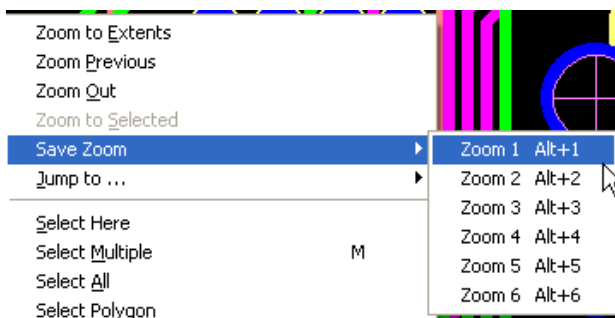 Zoom to Extents
Zoom Previous
Zoom Out
Zoom to Selected
Save Zoom
Jump to ...
Select Here
Select Multiple M
Select All
Select Polygon
Zoom 1 Alt+1
Zoom 2 Alt+2
Zoom 3 Alt+3
Zoom 4 Alt+4
Zoom 5 Alt+5
Zoom 6 Alt+6